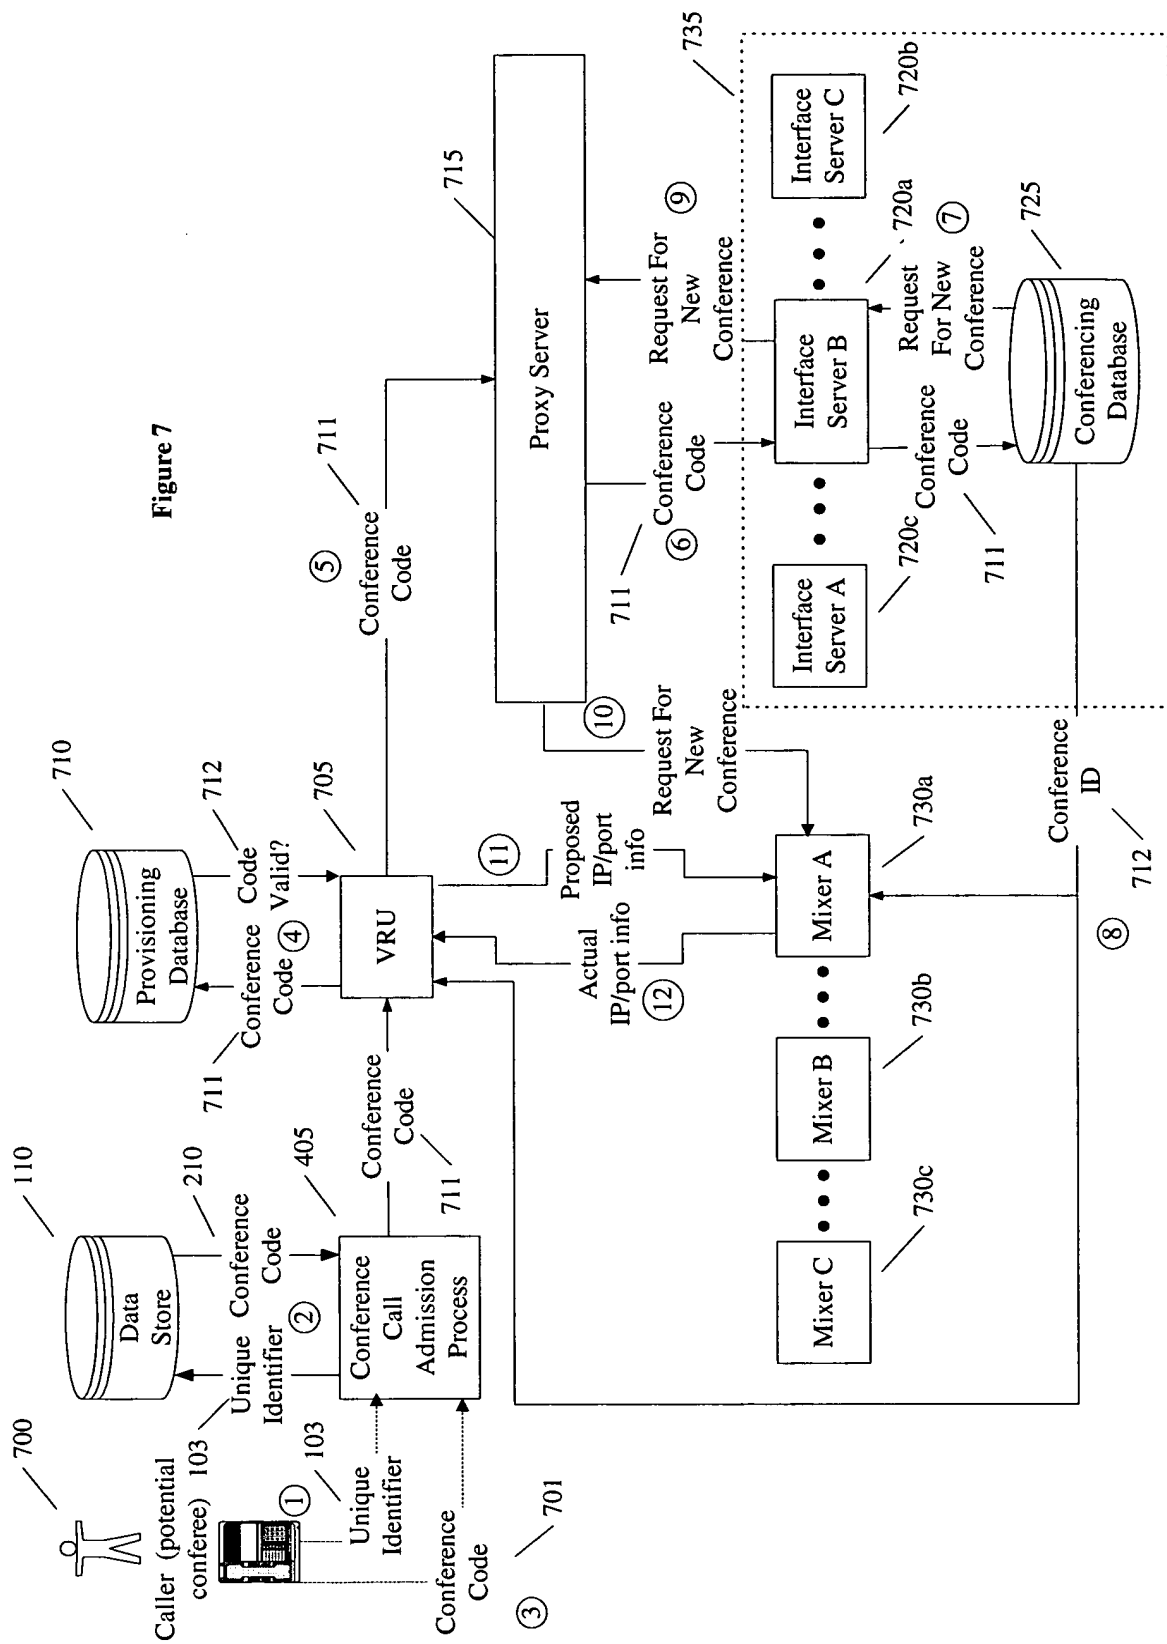 Figure 7
700
Caller (potential
conferee)
103
Unique
Identifier
②
110
Data
Store
210
Conference
Code
405
Conference
Call
Admission
Process
①
103
Unique
Identifier
Conference
Code
701
③
Conference
Code
711
710
Provisioning
Database
711
Conference
Code
④
712
Code
Valid?
705
VRU
⑤
Conference
Code
711
715
Proxy Server
⑪
Proposed
IP/port
info
Actual
IP/port info
⑫
⑩
Request For
New
Conference
711
Conference
Code
⑥
Request For
New
Conference
⑨
735
Mixer C
730c
Mixer B
730b
Mixer A
730a
Interface
Server A
720c
Interface
Server B
720a
Interface
Server C
720b
Conference
Code
711
Request
For New
Conference
⑦
725
Conferencing
Database
⑧
Conference
ID
712